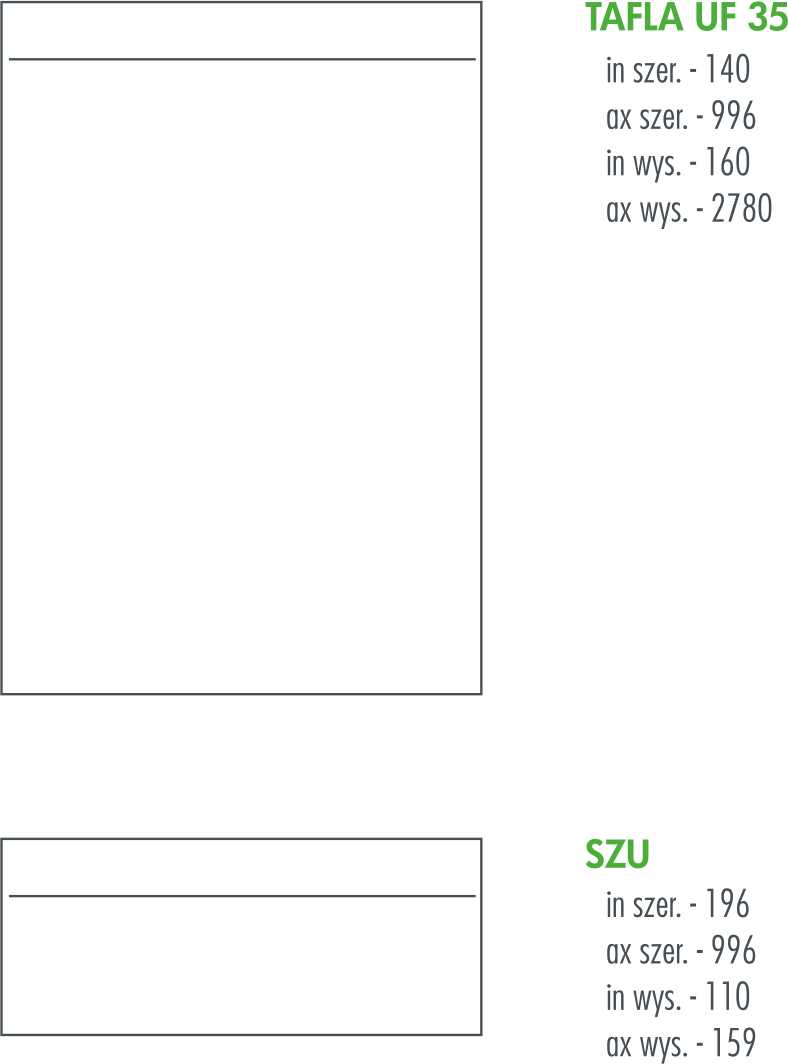 TAFLA UF 35
in szer. - 140
ax szer. - 996
in wys. - 160
ax wys. - 2780
SZU
in szer. - 196
ax szer. - 996
in wys. - 110
ax wys. - 159